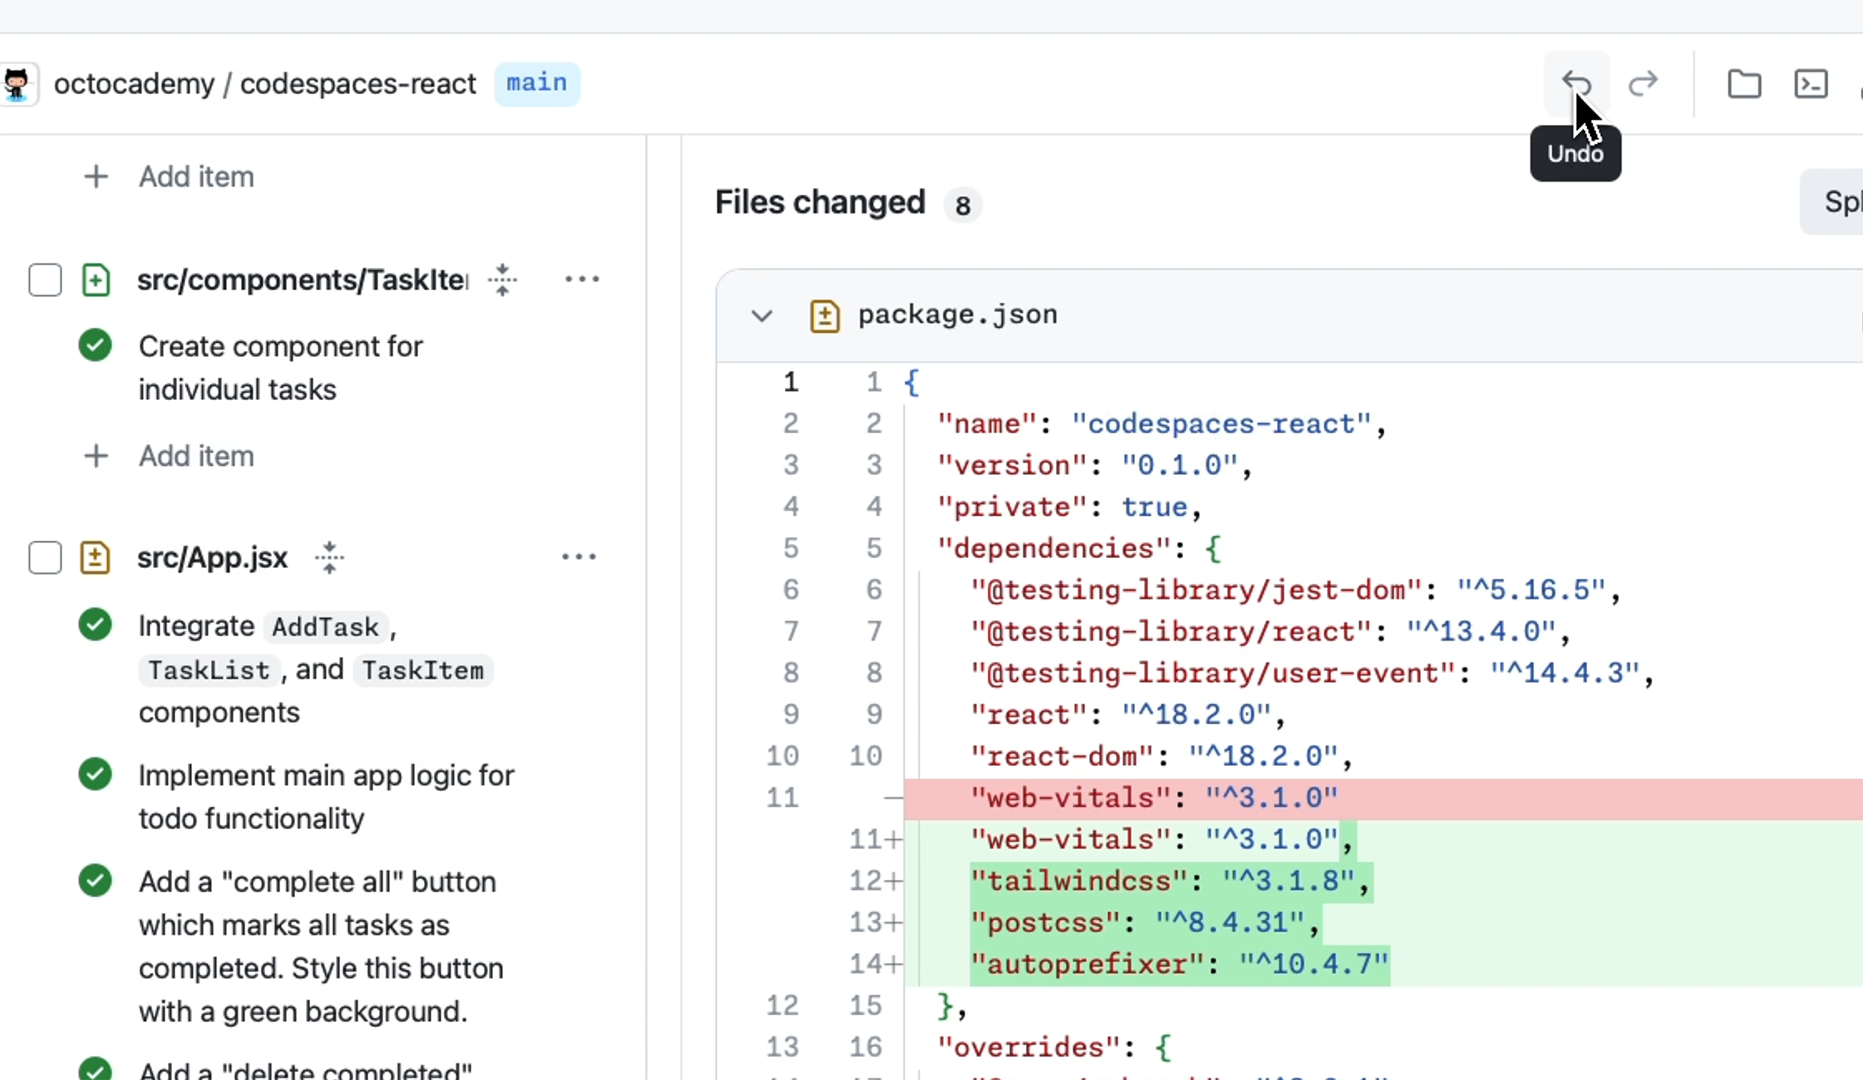 octocademy / codespaces-react main
Undo
Add item
src/components/TaskIte
Create component for
individual tasks
Add item
src/App.jsx
Integrate AddTask,
TaskList, and TaskItem
components
Implement main app logic for
todo functionality
Add a "complete all" button
which marks all tasks as
completed. Style this button
with a green background.
Add a "delete completed"
Files changed 8
Spl
package.json
1 1 {
2 2 "name": "codespaces-react",
3 3 "version": "0.1.0",
4 4 "private": true,
5 5 "dependencies": {
6 6 "@testing-library/jest-dom": "^5.16.5",
7 7 "@testing-library/react": "^13.4.0",
8 8 "@testing-library/user-event": "^14.4.3",
9 9 "react": "^18.2.0",
10 10 "react-dom": "^18.2.0",
11 − "web-vitals": "^3.1.0"
11+ "web-vitals": "^3.1.0",
12+ "tailwindcss": "^3.1.8",
13+ "postcss": "^8.4.31",
14+ "autoprefixer": "^10.4.7"
12 15 },
13 16 "overrides": {